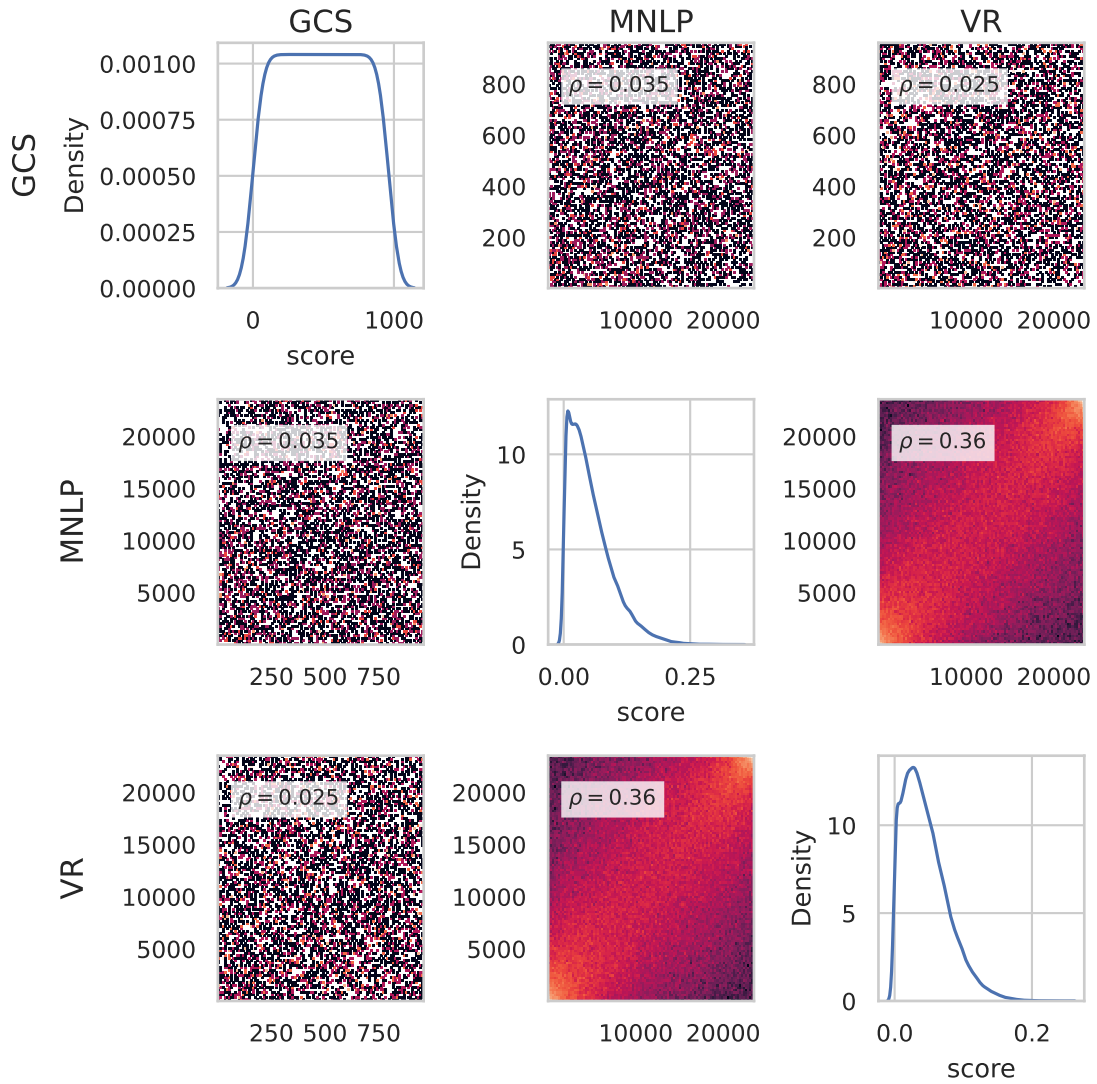 GCS MNLP VR
GCS
Density
0.00100
0.00075
0.00050
0.00025
0.00000
0 1000
score
800
600
400
200
ρ = 0.035
10000 20000
800
600
400
200
ρ = 0.025
10000 20000
MNLP
20000
15000
10000
5000
ρ = 0.035
250 500 750
Density
10
5
0
0.00 0.25
score
20000
15000
10000
5000
ρ = 0.36
10000 20000
VR
20000
15000
10000
5000
ρ = 0.025
250 500 750
20000
15000
10000
5000
ρ = 0.36
10000 20000
Density
10
5
0
0.0 0.2
score